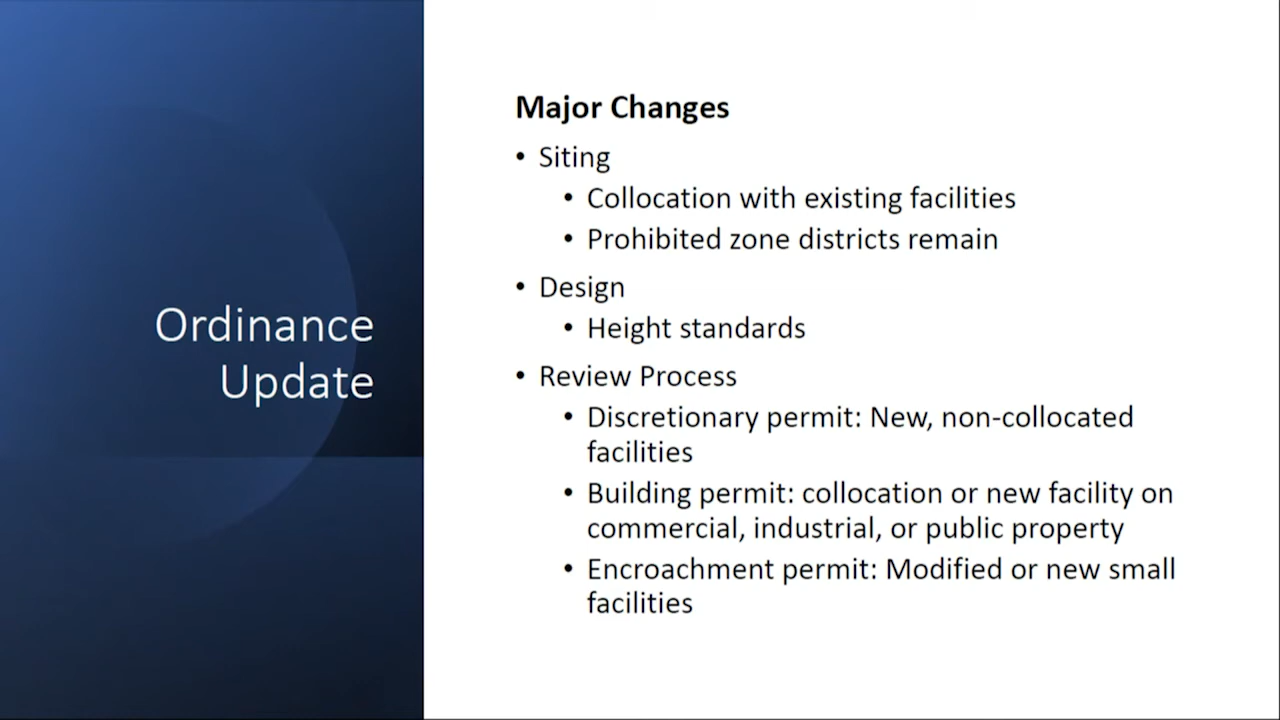 Ordinance
Update
Major Changes
• Siting
• Collocation with existing facilities
• Prohibited zone districts remain
• Design
• Height standards
• Review Process
• Discretionary permit: New, non-collocated
facilities
• Building permit: collocation or new facility on
commercial, industrial, or public property
• Encroachment permit: Modified or new small
facilities